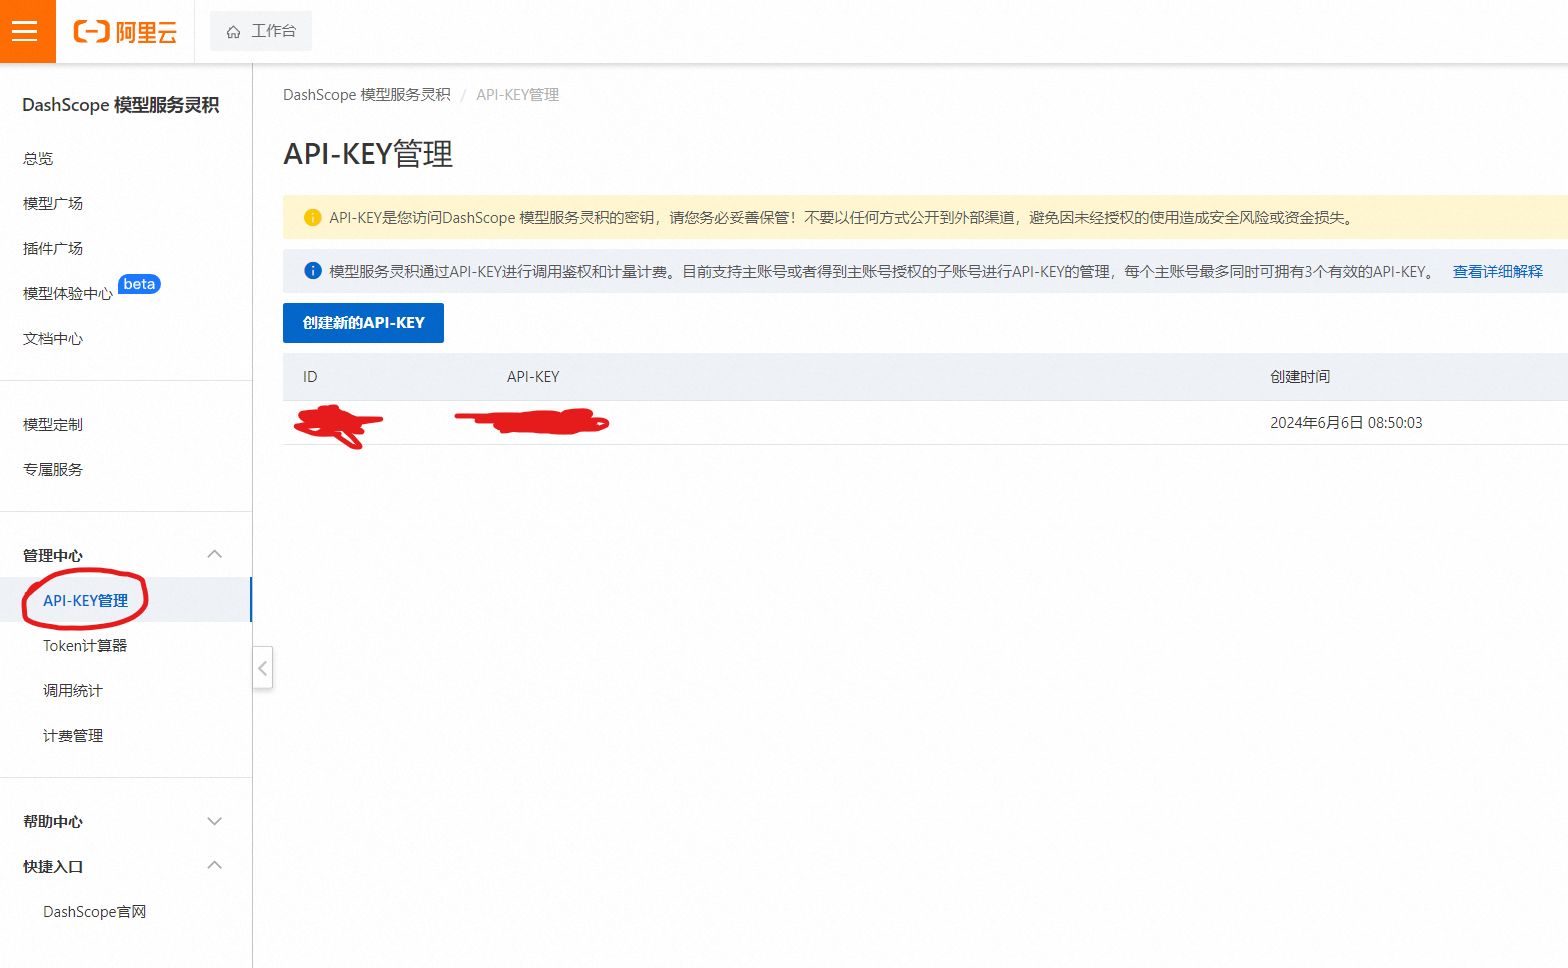 阿里云
工作台
DashScope 模型服务灵积
总览
模型广场
插件广场
模型体验中心 beta
文档中心
模型定制
专属服务
管理中心
API-KEY管理
Token计算器
调用统计
计费管理
帮助中心
快捷入口
DashScope官网
DashScope 模型服务灵积 / API-KEY管理
API-KEY管理
API-KEY是您访问DashScope 模型服务灵积的密钥，请您务必妥善保管！不要以任何方式公开到外部渠道，避免因未经授权的使用造成安全风险或资金损失。
模型服务灵积通过API-KEY进行调用鉴权和计量计费。目前支持主账号或者得到主账号授权的子账号进行API-KEY的管理，每个主账号最多同时可拥有3个有效的API-KEY。 查看详细解释
创建新的API-KEY
ID API-KEY 创建时间
2024年6月6日 08:50:03